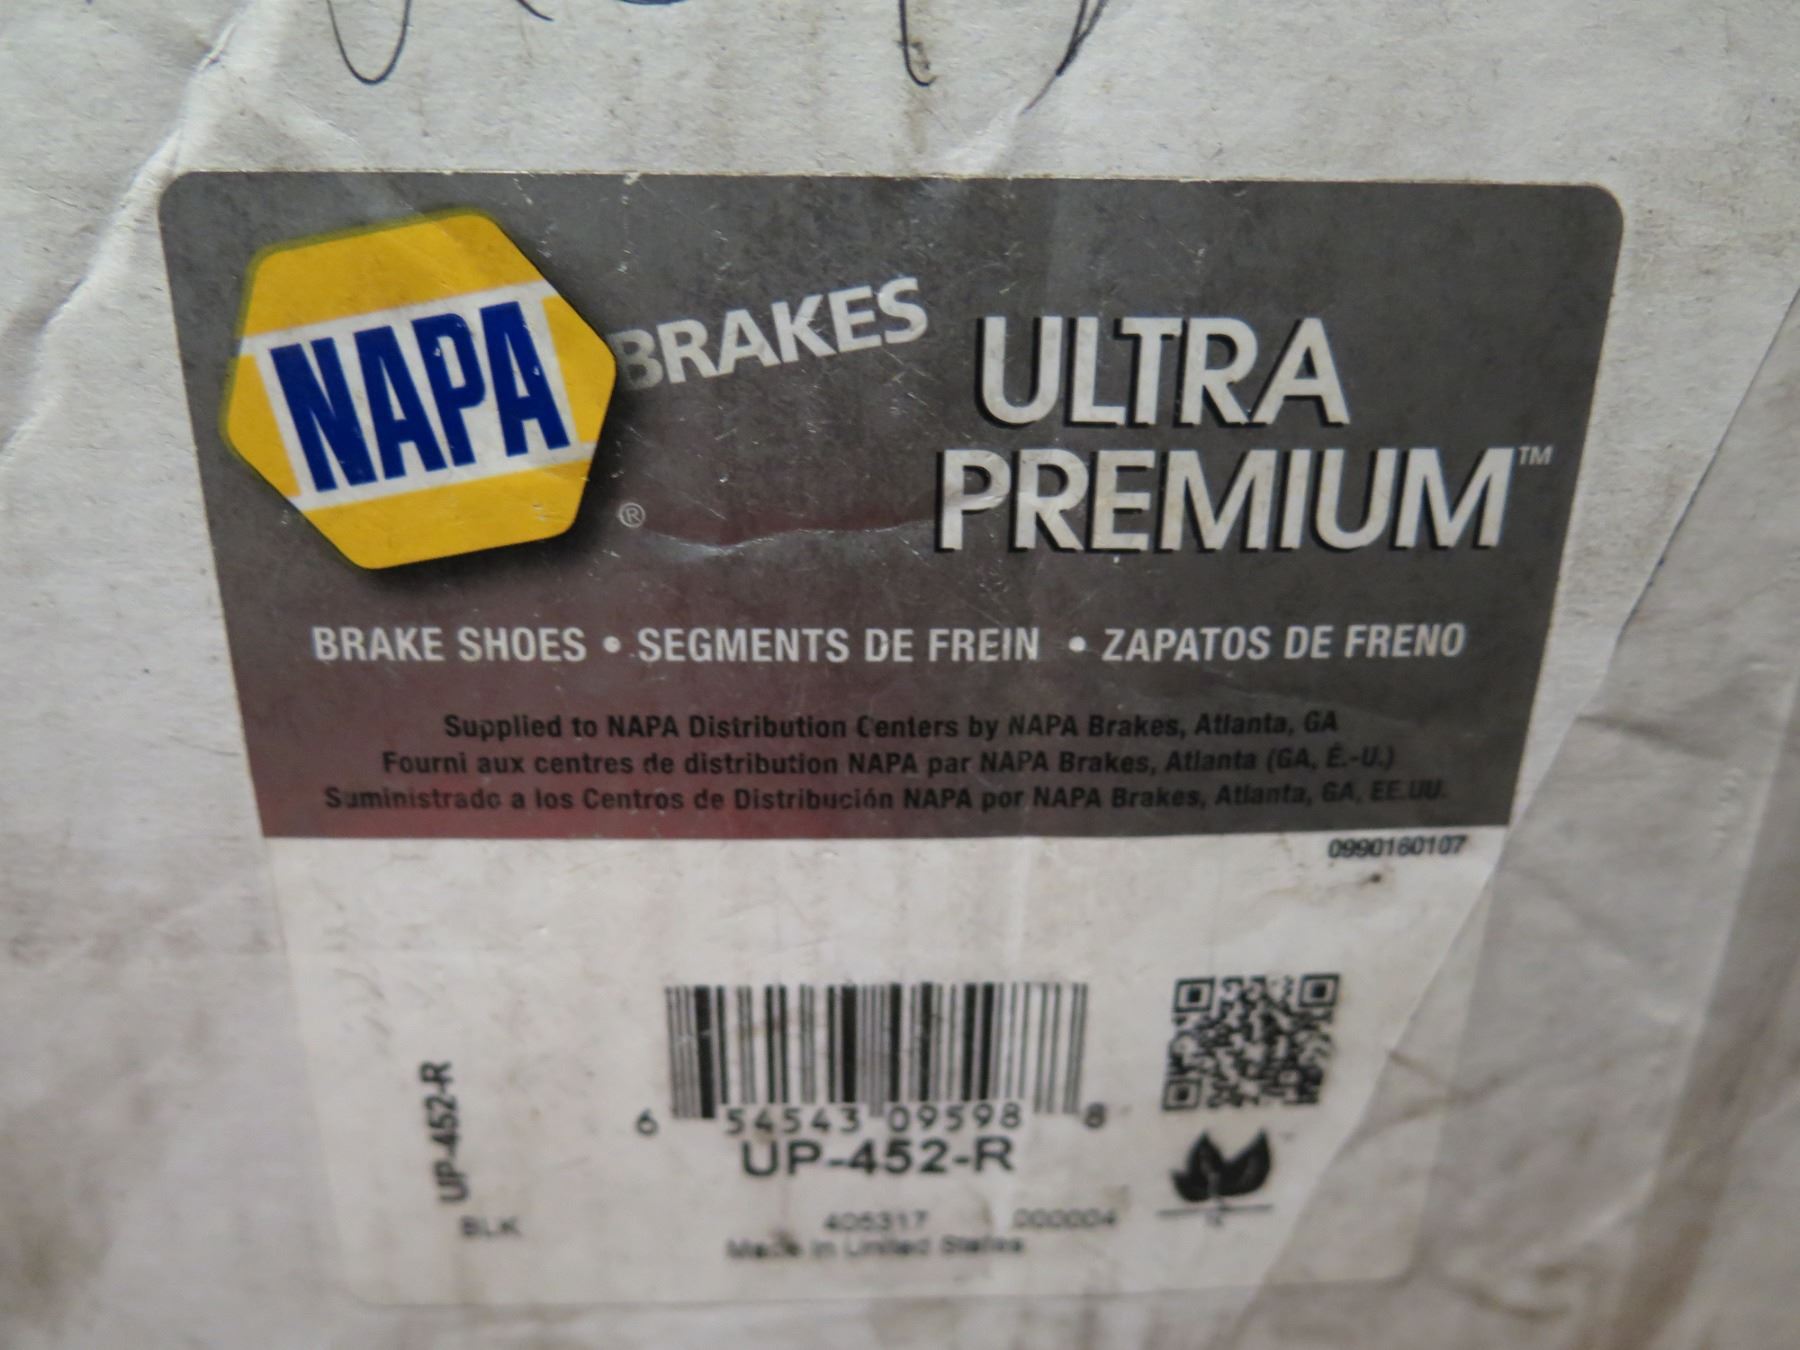 NAPA BRAKES
®
ULTRA
PREMIUM™
BRAKE SHOES • SEGMENTS DE FREIN • ZAPATOS DE FRENO
Supplied to NAPA Distribution Centers by NAPA Brakes, Atlanta, GA
Fourni aux centres de distribution NAPA par NAPA Brakes, Atlanta (GA, É.-U.)
Suministrado a los Centros de Distribución NAPA por NAPA Brakes, Atlanta, GA, EE.UU.
0990160107
UP-452-R
BLK
6 54543 09598 8
UP-452-R
405317 000004
Made in United States